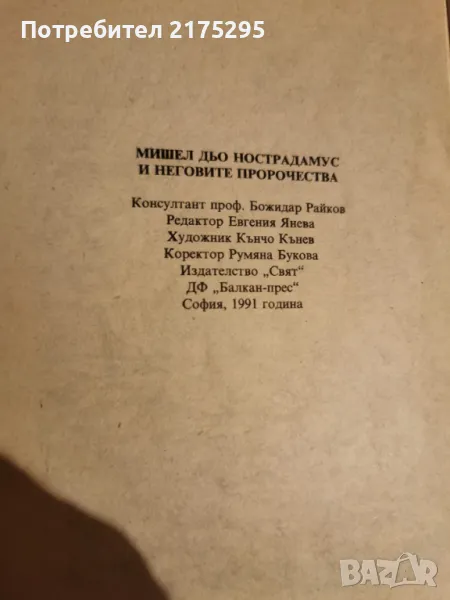 Потребител 2175295
МИШЕЛ ДЬО НОСТРАДАМУС
И НЕГОВИТЕ ПРОРОЧЕСТВА
Консултант проф. Божидар Райков
Редактор Евгения Янева
Художник Кънчо Кънев
Коректор Румяна Букова
Издателство „Свят“
ДФ „Балкан-прес“
София, 1991 година
BAZAR